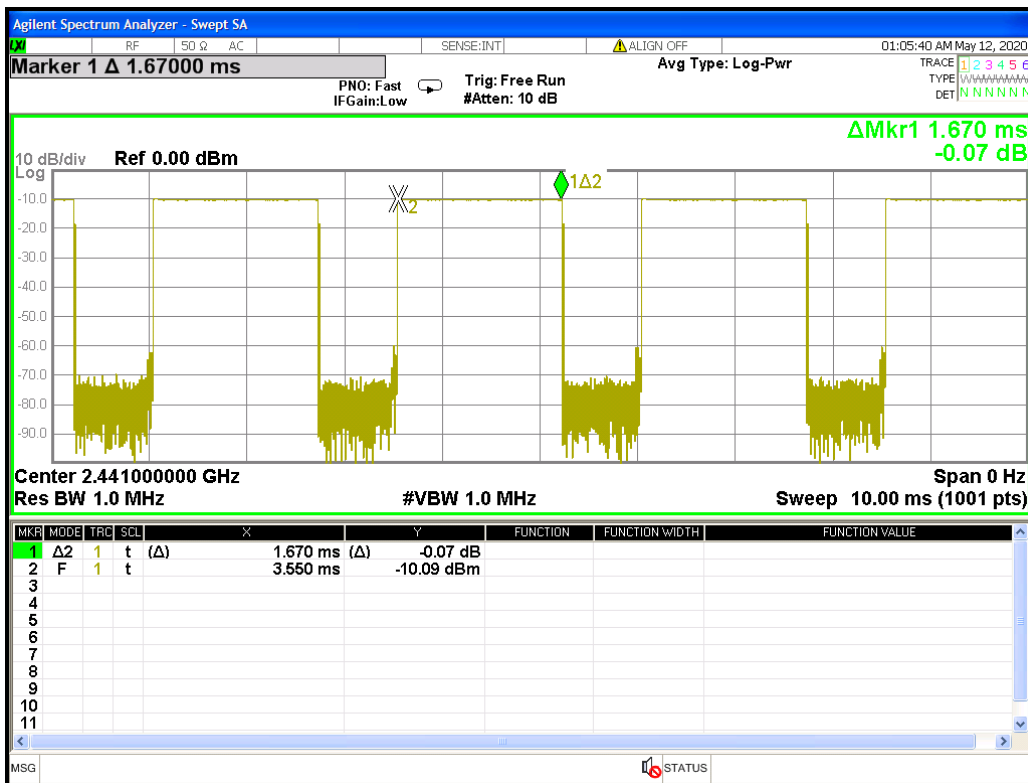 Agilent Spectrum Analyzer - Swept SA
LXI RF 50 Ω AC SENSE:INT ALIGN OFF 01:05:40 AM May 12, 2020
Marker 1 Δ 1.67000 ms
PNO: Fast
IFGain:Low
Trig: Free Run
#Atten: 10 dB
Avg Type: Log-Pwr
TRACE 1 2 3 4 5 6
TYPE
DET N N N N N N
ΔMkr1 1.670 ms
-0.07 dB
10 dB/div Ref 0.00 dBm
Log
1Δ2
-10.0
2
-20.0
-30.0
-40.0
-50.0
-60.0
-70.0
-80.0
-90.0
Center 2.441000000 GHz Span 0 Hz
Res BW 1.0 MHz #VBW 1.0 MHz Sweep 10.00 ms (1001 pts)
MKR MODE TRC SCL X Y FUNCTION FUNCTION WIDTH FUNCTION VALUE
1 Δ2 1 t (Δ) 1.670 ms (Δ) -0.07 dB
2 F 1 t 3.550 ms -10.09 dBm
3
4
5
6
7
8
9
10
11
MSG STATUS